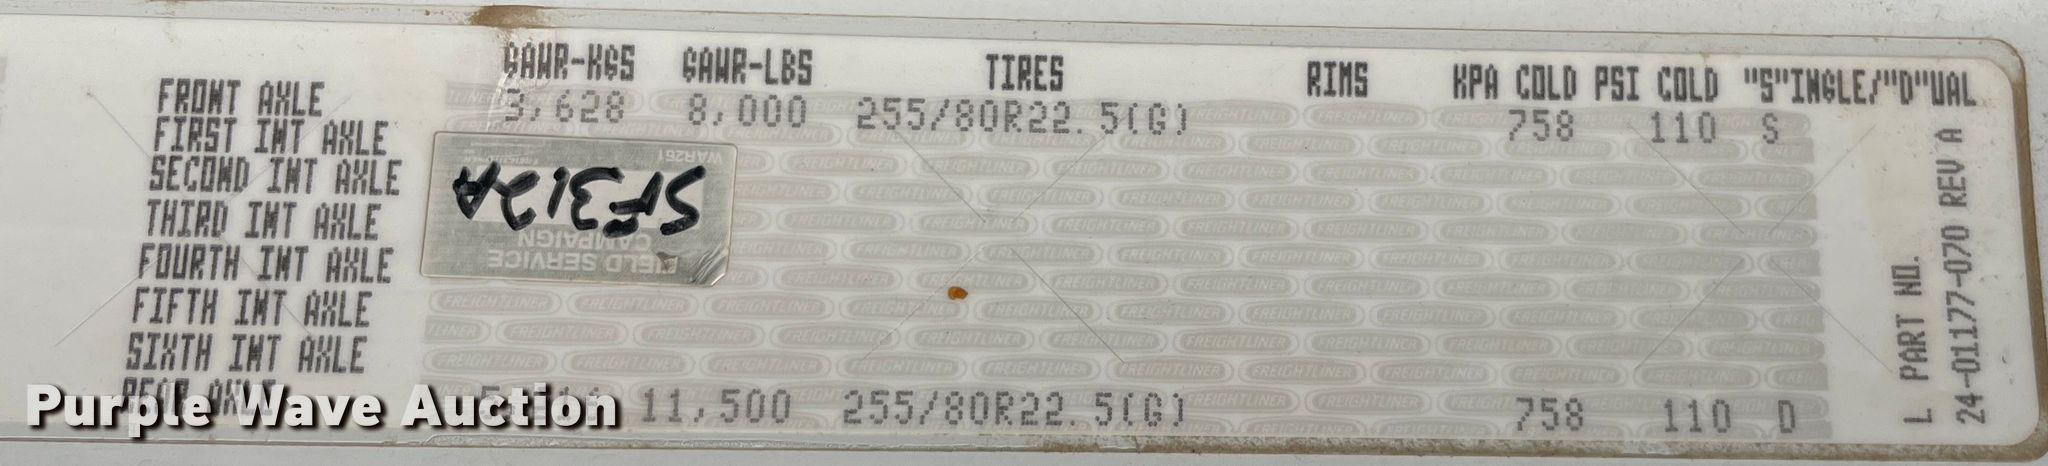 GAWR-KGS GAWR-LBS TIRES RIMS KPA COLD PSI COLD "S"INGLE/"D"UAL
FRONT AXLE 3,628 8,000 255/80R22.5(G) 758 110 S
FIRST INT AXLE
SECOND INT AXLE
THIRD INT AXLE
FOURTH INT AXLE
FIFTH INT AXLE
SIXTH INT AXLE
REAR AXLE 11,500 255/80R22.5(G) 758 110 D
FIELD SERVICE
CAMPAIGN
SF312A
WAR261
FREIGHTLINER
L PART NO.
24-01177-070 REV A
Purple Wave Auction